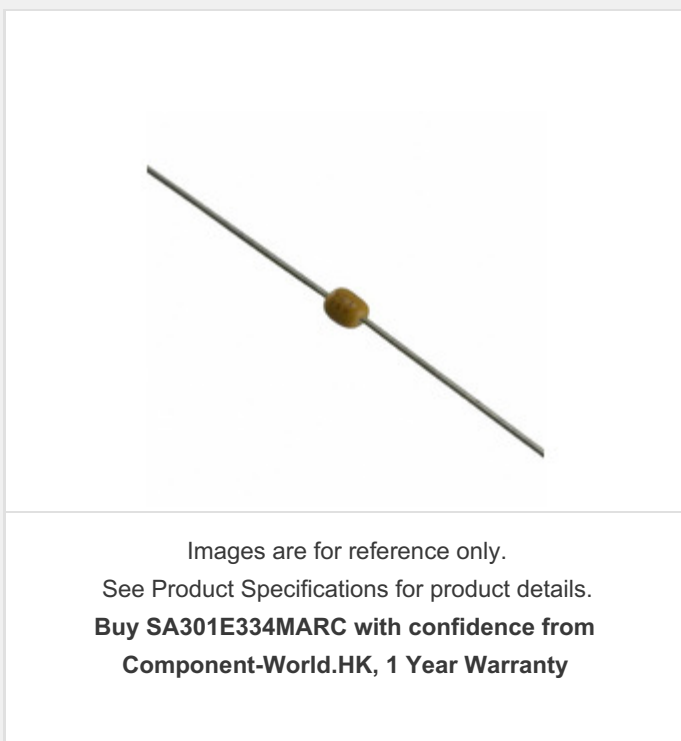 Images are for reference only.
See Product Specifications for product details.
Buy SA301E334MARC with confidence from
Component-World.HK, 1 Year Warranty